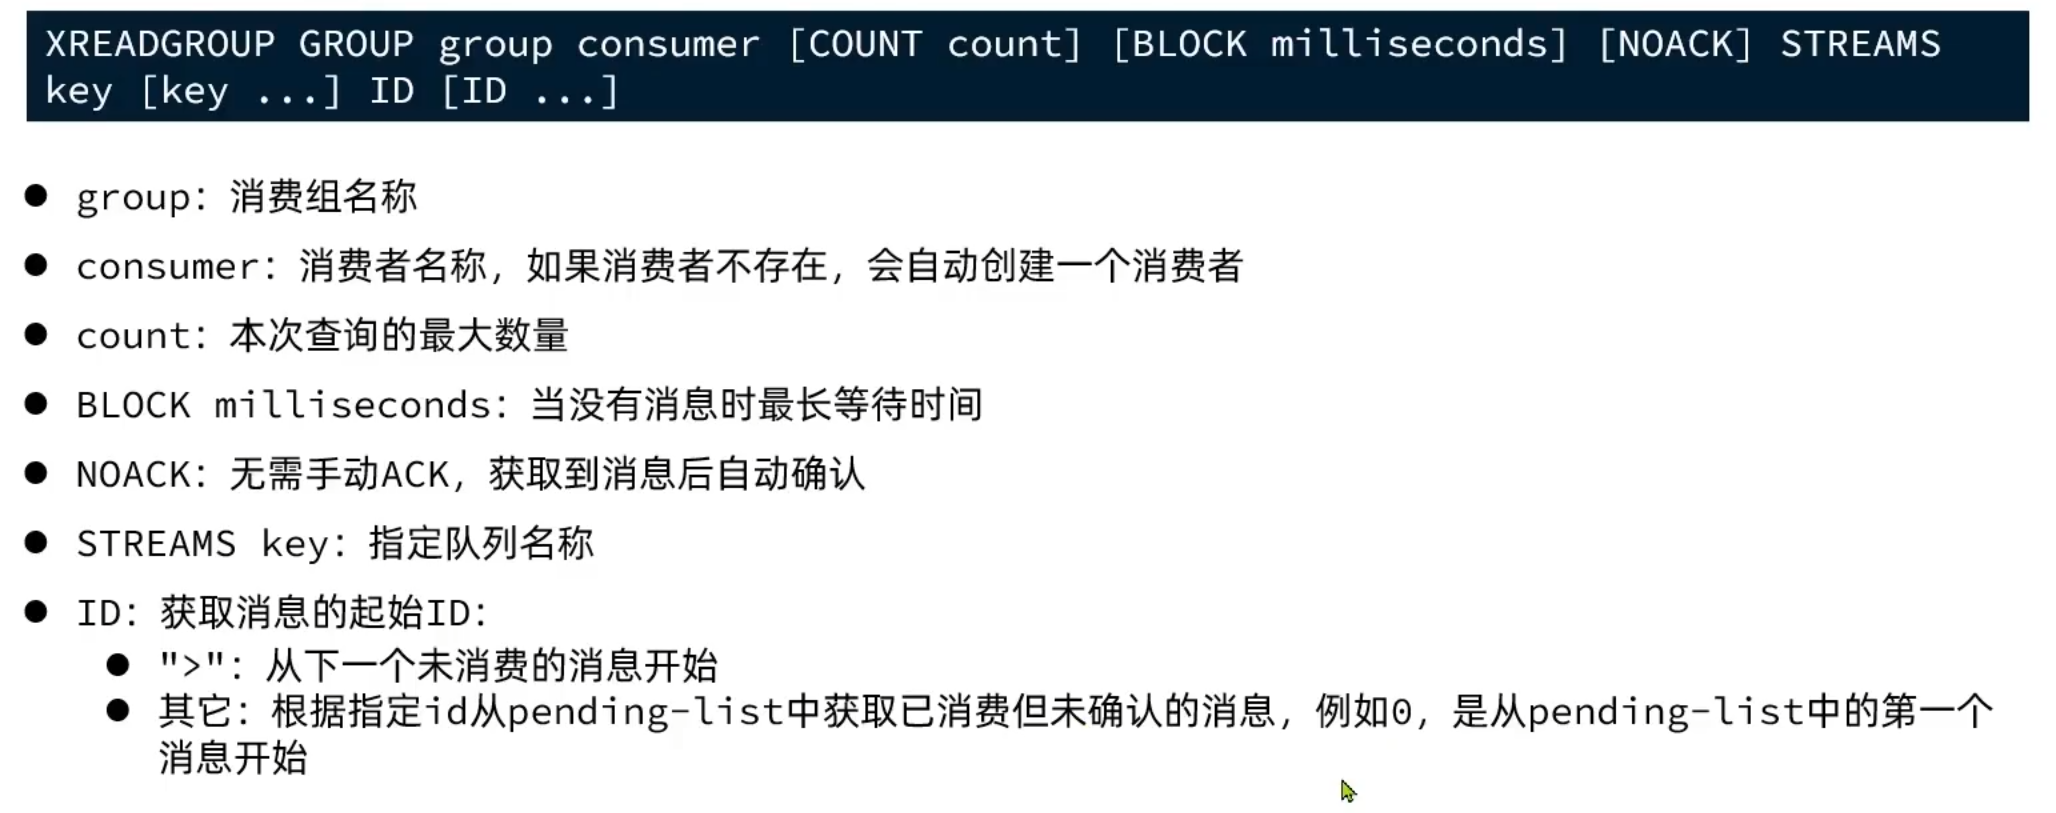 XREADGROUP GROUP group consumer [COUNT count] [BLOCK milliseconds] [NOACK] STREAMS
key [key ...] ID [ID ...]
● group：消费组名称
● consumer：消费者名称，如果消费者不存在，会自动创建一个消费者
● count：本次查询的最大数量
● BLOCK milliseconds：当没有消息时最长等待时间
● NOACK：无需手动ACK，获取到消息后自动确认
● STREAMS key：指定队列名称
● ID：获取消息的起始ID：
● ">"：从下一个未消费的消息开始
● 其它：根据指定id从pending-list中获取已消费但未确认的消息，例如0，是从pending-list中的第一个
消息开始